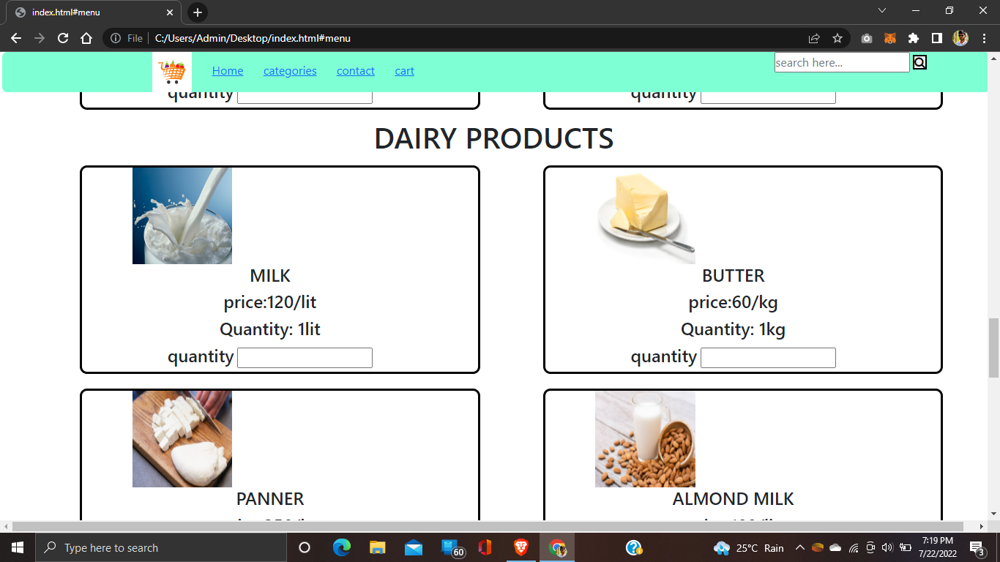 index.html#menu
File
C:/Users/Admin/Desktop/index.html#menu
Home categories contact cart
search here...
quantity
quantity
DAIRY PRODUCTS
MILK
price:120/lit
Quantity: 1lit
quantity
BUTTER
price:60/kg
Quantity: 1kg
quantity
PANNER
ALMOND MILK
Type here to search
60
25°C Rain
7:19 PM
7/22/2022
3